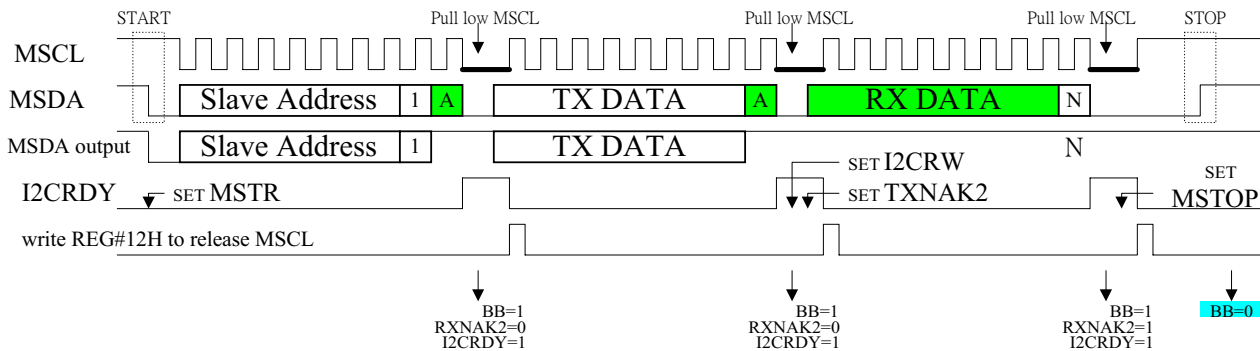 START Pull low MSCL Pull low MSCL Pull low MSCL STOP
MSCL
MSDA Slave Address 1 A TX DATA A RX DATA N
MSDA output Slave Address 1 TX DATA N
SET I2CRW
I2CRDY SET MSTR SET TXNAK2 SET MSTOP
write REG#12H to release MSCL
BB=1 BB=1 BB=1 BB=0
RXNAK2=0 RXNAK2=0 RXNAK2=1
I2CRDY=1 I2CRDY=1 I2CRDY=1